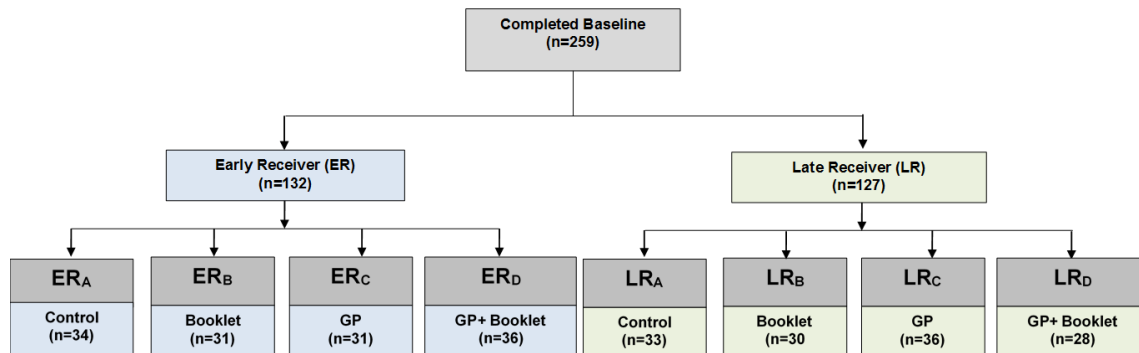 Completed Baseline
(n=259)
Early Receiver (ER)
(n=132)
Late Receiver (LR)
(n=127)
ERA
Control
(n=34)
ERB
Booklet
(n=31)
ERC
GP
(n=31)
ERD
GP+ Booklet
(n=36)
LRA
Control
(n=33)
LRB
Booklet
(n=30)
LRC
GP
(n=36)
LRD
GP+ Booklet
(n=28)